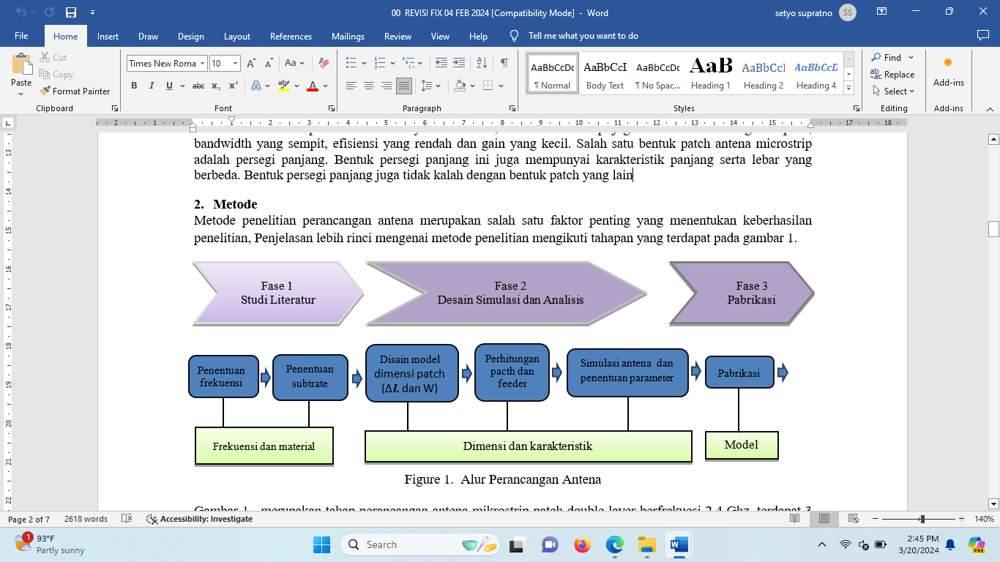 00 REVISI FIX 04 FEB 2024 [Compatibility Mode] - Word
setyo supratno
SS
File Home Insert Draw Design Layout References Mailings Review View Help Tell me what you want to do
Paste
Cut
Copy
Format Painter
Clipboard
Times New Roma
10
Font
Paragraph
AaBbCcDc
¶ Normal
AaBbCcI
Body Text
AaBbCcDc
¶ No Spac...
AaB
Heading 1
AaBbCcI
Heading 2
AaBbCcD
Heading 4
Styles
Find
Replace
Select
Editing
Add-ins
Add-ins
bandwidth yang sempit, efisiensi yang rendah dan gain yang kecil. Salah satu bentuk patch antena microstrip
adalah persegi panjang. Bentuk persegi panjang ini juga mempunyai karakteristik panjang serta lebar yang
berbeda. Bentuk persegi panjang juga tidak kalah dengan bentuk patch yang lain
2. Metode
Metode penelitian perancangan antena merupakan salah satu faktor penting yang menentukan keberhasilan
penelitian, Penjelasan lebih rinci mengenai metode penelitian mengikuti tahapan yang terdapat pada gambar 1.
Fase 1
Studi Literatur
Fase 2
Desain Simulasi dan Analisis
Fase 3
Pabrikasi
Penentuan
frekuensi
Penentuan
subtrate
Disain model
dimensi patch
(ΔL dan W)
Perhitungan
pacth dan
feeder
Simulasi antena dan
penentuan parameter
Pabrikasi
Frekuensi dan material
Dimensi dan karakteristik
Model
Figure 1. Alur Perancangan Antena
Gambar 1. merupakan tahap perancangan antena mikrostrip patch double layer berfrekuesi 2.4 Ghz. terdapat 3
Page 2 of 7
2618 words
Accessibility: Investigate
140%
1
93°F
Partly sunny
Search
2:45 PM
3/20/2024
PRE